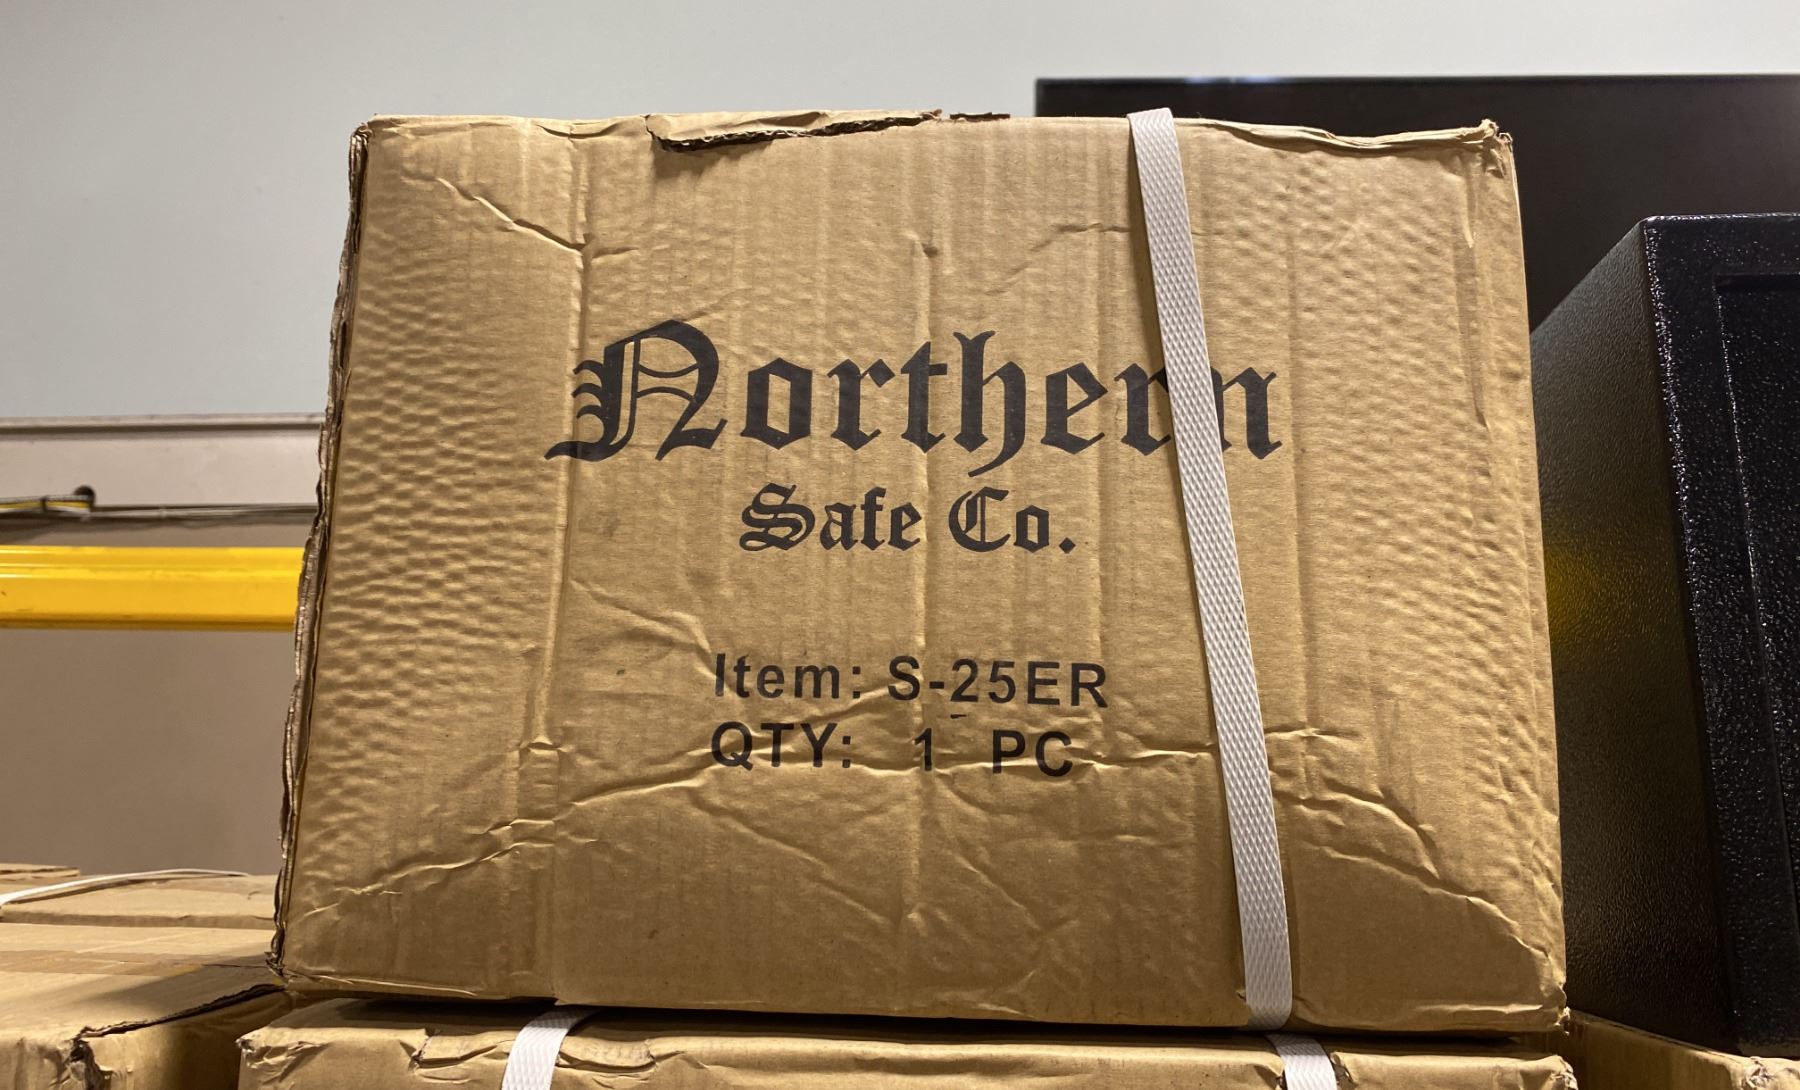 Northern
Safe Co.
Item: S-25ER
QTY: 1 PC